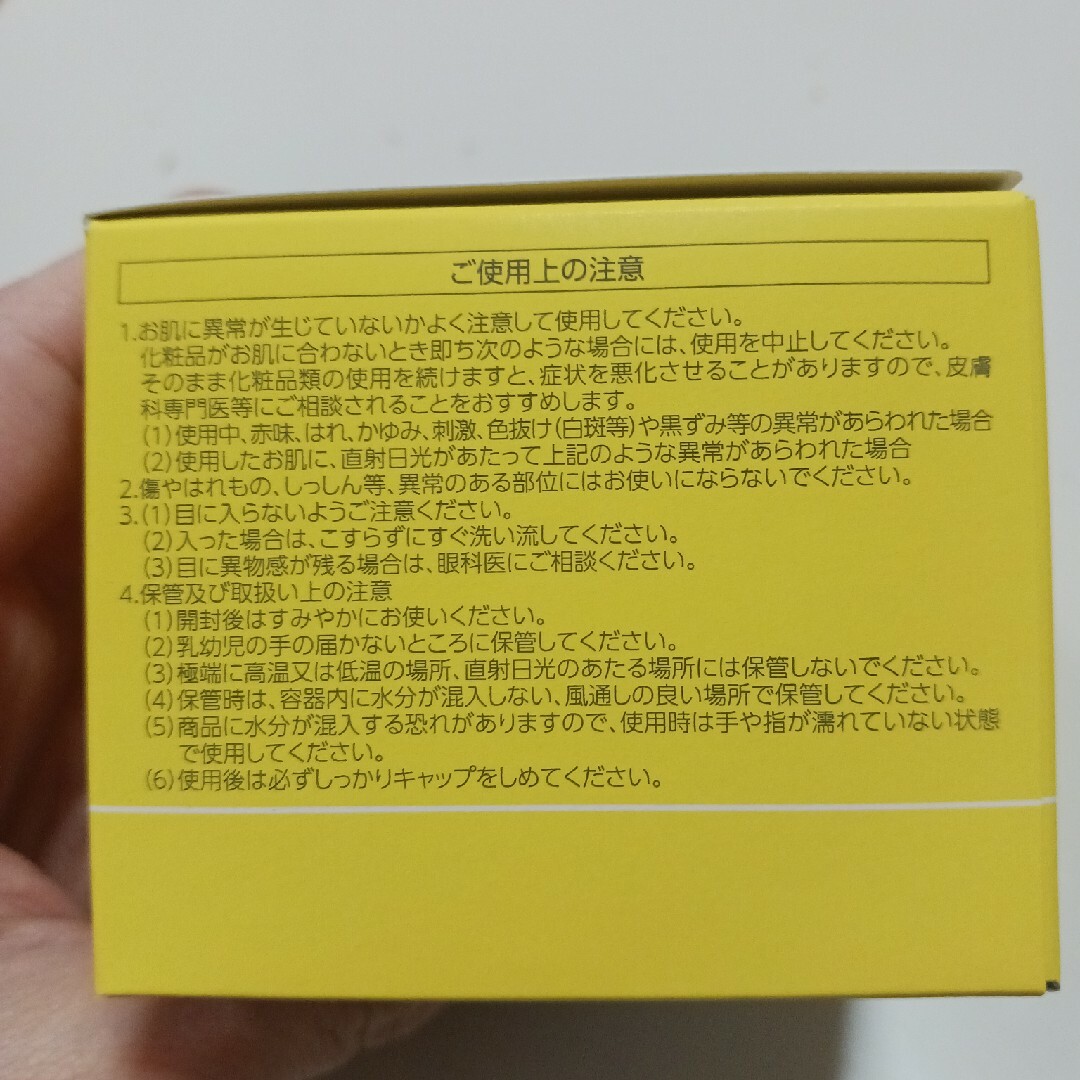 ご使用上の注意
1.お肌に異常が生じていないかよく注意して使用してください。
化粧品がお肌に合わないとき即ち次のような場合には、使用を中止してください。
そのまま化粧品類の使用を続けますと、症状を悪化させることがありますので、皮膚
科専門医等にご相談されることをおすすめします。
(1)使用中、赤味、はれ、かゆみ、刺激、色抜け(白斑等)や黒ずみ等の異常があらわれた場合
(2)使用したお肌に、直射日光があたって上記のような異常があらわれた場合
2.傷やはれもの、しっしん等、異常のある部位にはお使いにならないでください。
3.(1)目に入らないようご注意ください。
(2)入った場合は、こすらずにすぐ洗い流してください。
(3)目に異物感が残る場合は、眼科医にご相談ください。
4.保管及び取扱い上の注意
(1)開封後はすみやかにお使いください。
(2)乳幼児の手の届かないところに保管してください。
(3)極端に高温又は低温の場所、直射日光のあたる場所には保管しないでください。
(4)保管時は、容器内に水分が混入しない、風通しの良い場所で保管してください。
(5)商品に水分が混入する恐れがありますので、使用時は手や指が濡れていない状態
で使用してください。
(6)使用後は必ずしっかりキャップをしめてください。